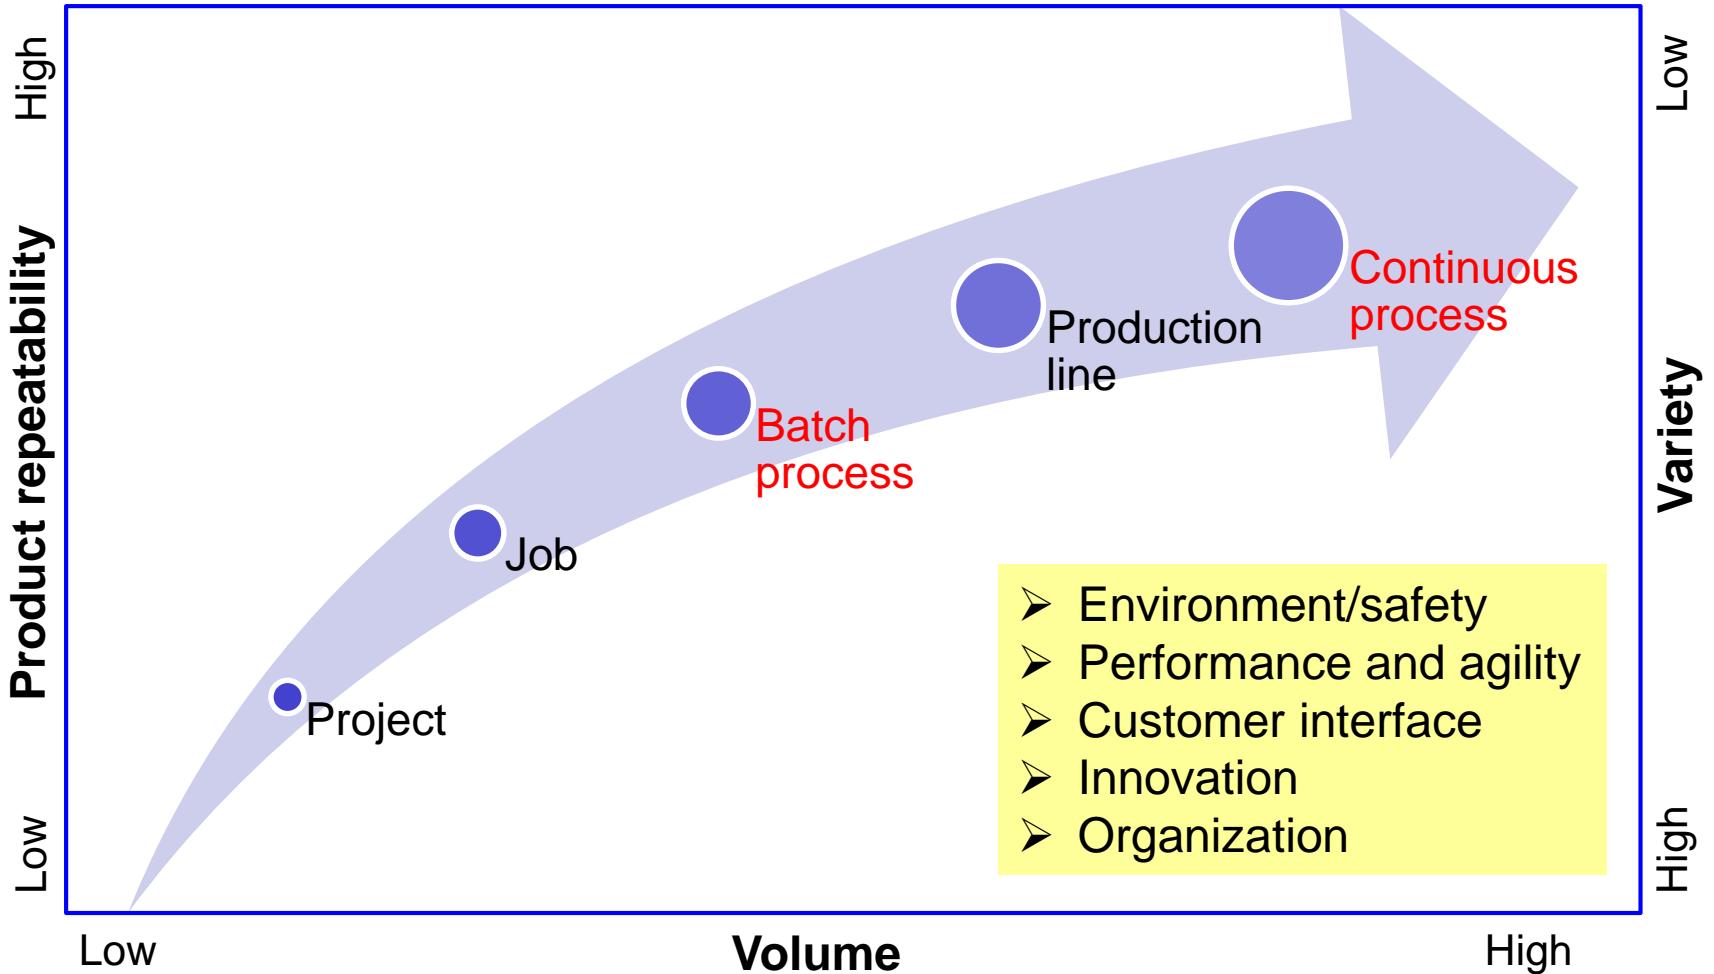 High
Product repeatability
Low
Low
Variety
High
Continuous
process
Production
line
Batch
process
Job
Project
Environment/safety
Performance and agility
Customer interface
Innovation
Organization
Low
Volume
High